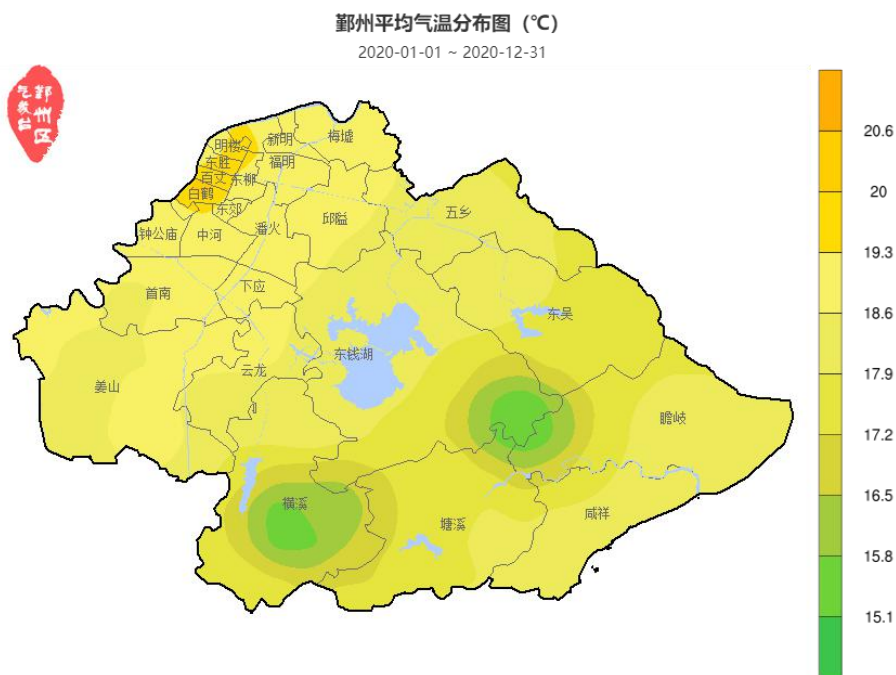 鄞州平均气温分布图（℃）
2020-01-01 ~ 2020-12-31
鄞州区
气象台
梅墟
新明
明楼
福明
东胜
百丈
东柳
白鹤
东郊
邱隘
五乡
钟公庙
中河
潘火
首南
下应
东吴
东钱湖
云龙
姜山
瞻岐
横溪
塘溪
咸祥
20.6
20
19.3
18.6
17.9
17.2
16.5
15.8
15.1